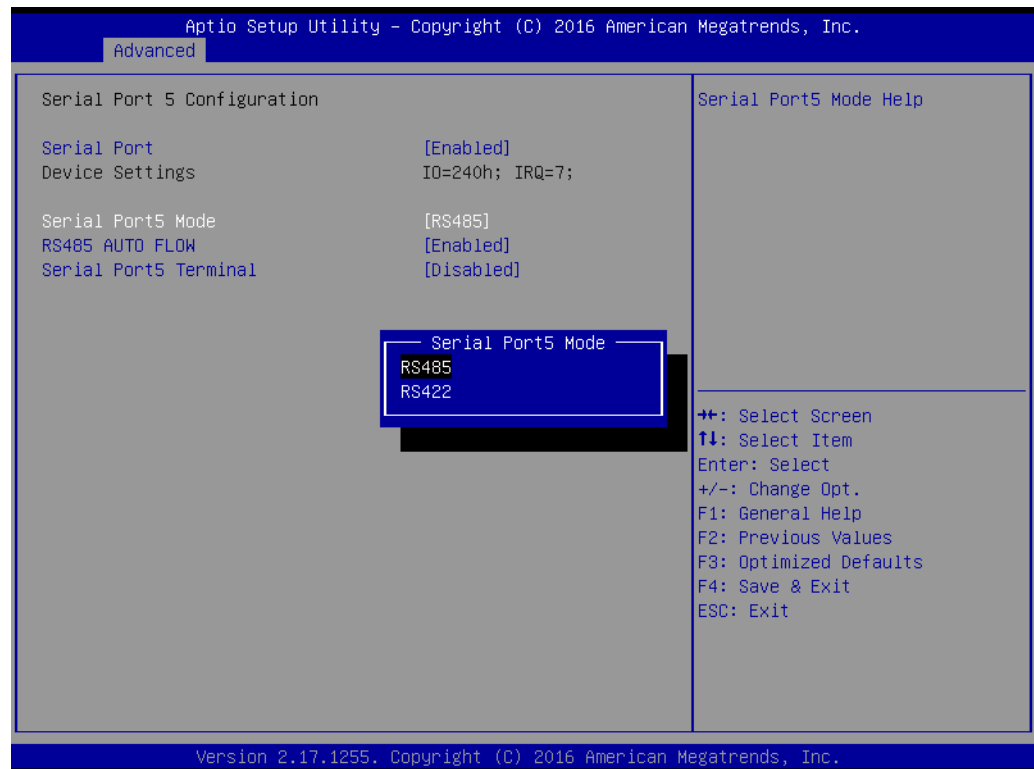 Aptio Setup Utility – Copyright (C) 2016 American Megatrends, Inc.
Advanced
Serial Port 5 Configuration
Serial Port [Enabled]
Device Settings IO=240h; IRQ=7;
Serial Port5 Mode [RS485]
RS485 AUTO FLOW [Enabled]
Serial Port5 Terminal [Disabled]
Serial Port5 Mode
RS485
RS422
Serial Port5 Mode Help
→←: Select Screen
↑↓: Select Item
Enter: Select
+/-: Change Opt.
F1: General Help
F2: Previous Values
F3: Optimized Defaults
F4: Save & Exit
ESC: Exit
Version 2.17.1255. Copyright (C) 2016 American Megatrends, Inc.